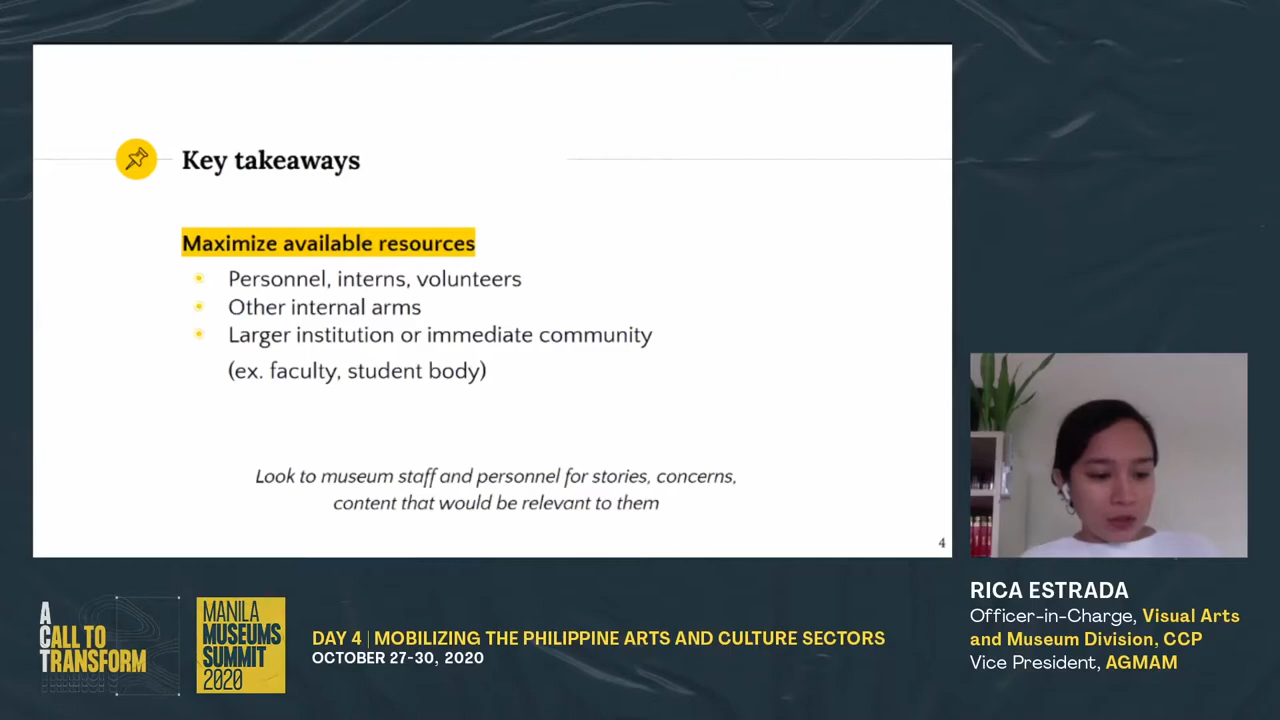 Key takeaways
Maximize available resources
Personnel, interns, volunteers
Other internal arms
Larger institution or immediate community
(ex. faculty, student body)
Look to museum staff and personnel for stories, concerns,
content that would be relevant to them
4
RICA ESTRADA
Officer-in-Charge, Visual Arts
and Museum Division, CCP
Vice President, AGMAM
A
CALL TO
TRANSFORM
MANILA
MUSEUMS
SUMMIT
2020
DAY 4 | MOBILIZING THE PHILIPPINE ARTS AND CULTURE SECTORS
OCTOBER 27-30, 2020